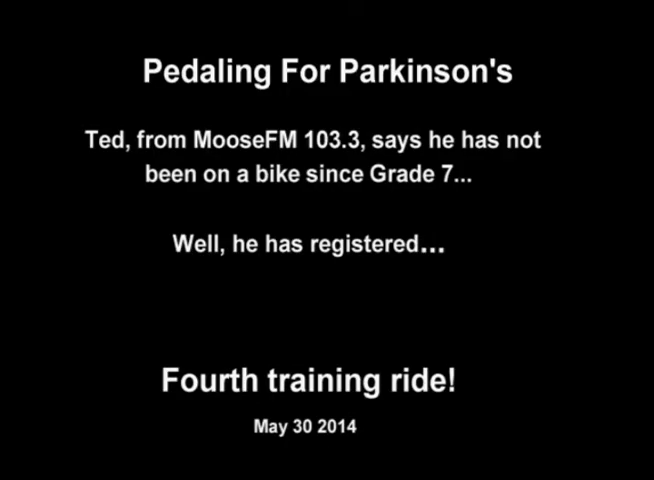 Pedaling For Parkinson's
Ted, from MooseFM 103.3, says he has not
been on a bike since Grade 7...
Well, he has registered...
Fourth training ride!
May 30 2014